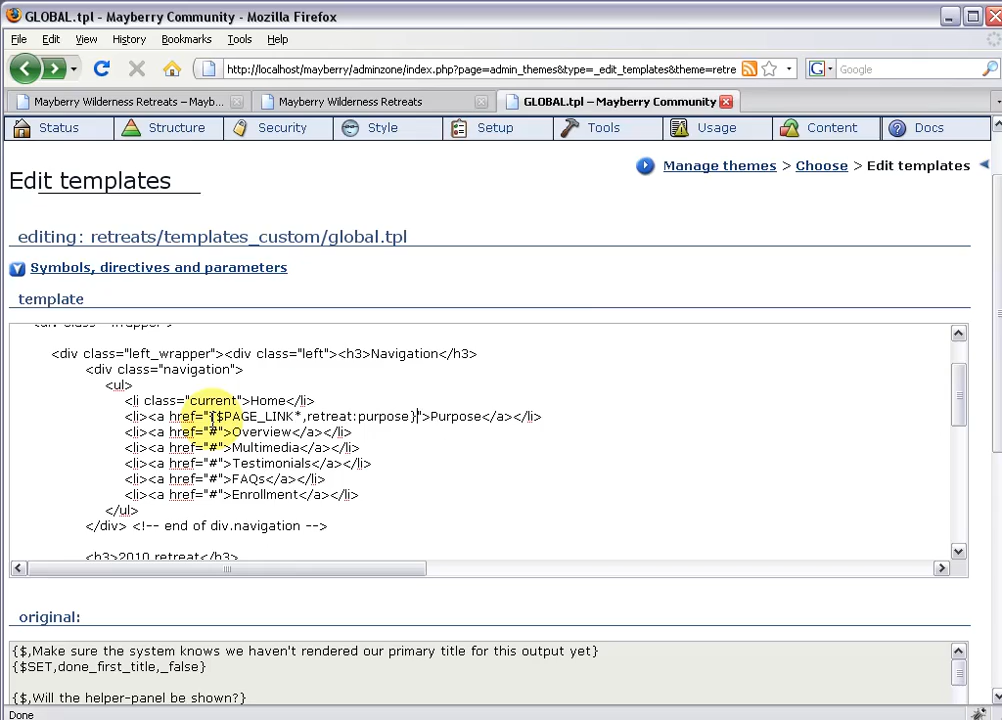 GLOBAL.tpl - Mayberry Community - Mozilla Firefox
File Edit View History Bookmarks Tools Help
http://localhost/mayberry/adminzone/index.php?page=admin_themes&type=_edit_templates&theme=retre
Google
Mayberry Wilderness Retreats – Mayb... Mayberry Wilderness Retreats GLOBAL.tpl – Mayberry Community
Status Structure Security Style Setup Tools Usage Content Docs
Manage themes > Choose > Edit templates
Edit templates
editing: retreats/templates_custom/global.tpl
Symbols, directives and parameters
template
<div class="left_wrapper"><div class="left"><h3>Navigation</h3>
<div class="navigation">
<ul>
<li class="current">Home</li>
<li><a href="{$PAGE_LINK*,retreat:purpose}">Purpose</a></li>
<li><a href="#">Overview</a></li>
<li><a href="#">Multimedia</a></li>
<li><a href="#">Testimonials</a></li>
<li><a href="#">FAQs</a></li>
<li><a href="#">Enrollment</a></li>
</ul>
</div> <!-- end of div.navigation -->
<h3>2010 retreat</h3>
original:
{$,Make sure the system knows we haven't rendered our primary title for this output yet}
{$SET,done_first_title,_false}
{$,Will the helper-panel be shown?}
Done